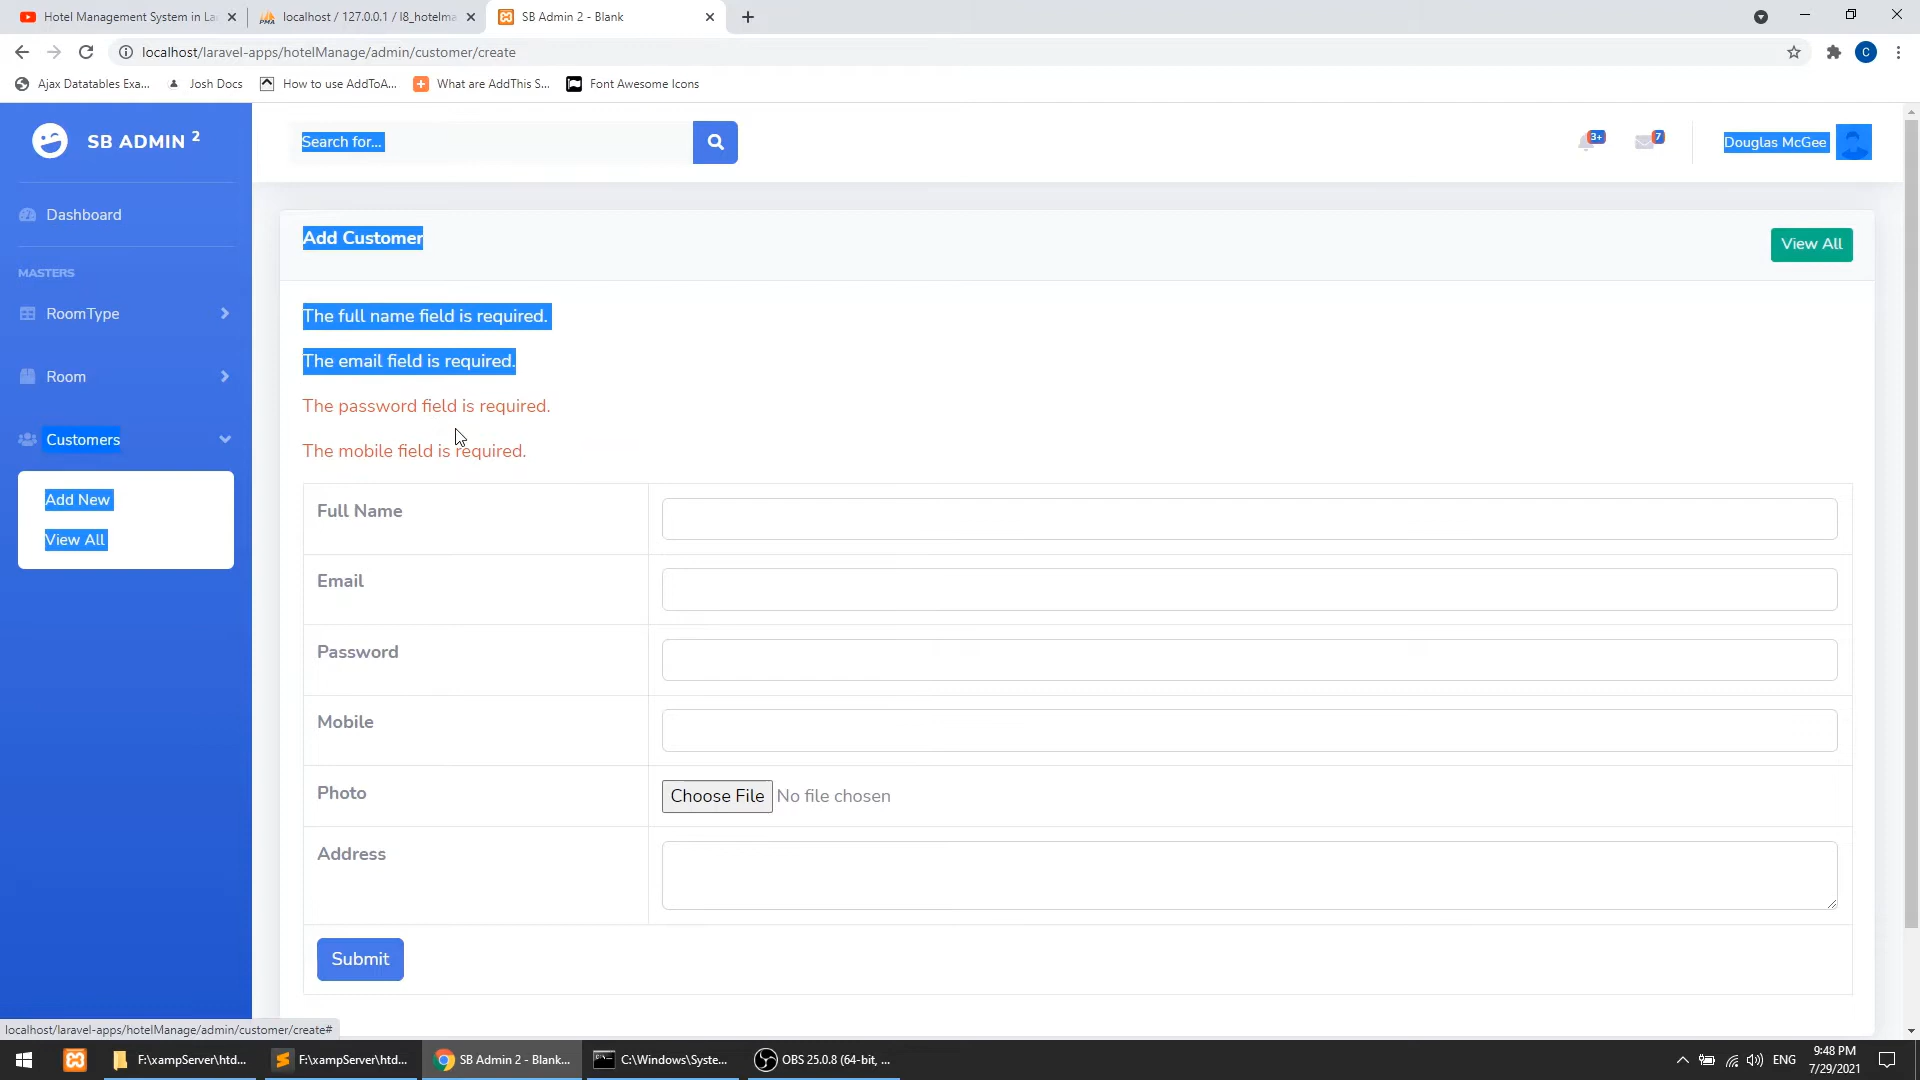 Hotel Management System in La
localhost / 127.0.0.1 / l8_hotelma
SB Admin 2 - Blank
localhost/laravel-apps/hotelManage/admin/customer/create
C
Ajax Datatables Exa...
Josh Docs
How to use AddToA...
What are AddThis S...
Font Awesome Icons
SB ADMIN 2
Search for...
3+
7
Douglas McGee
Dashboard
MASTERS
RoomType
Room
Customers
Add New
View All
Add Customer
View All
The full name field is required.
The email field is required.
The password field is required.
The mobile field is required.
Full Name
Email
Password
Mobile
Photo
Choose File No file chosen
Address
Submit
localhost/laravel-apps/hotelManage/admin/customer/create#
F:\xampServer\htd...
F:\xampServer\htd...
SB Admin 2 - Blank...
C:\Windows\Syste...
OBS 25.0.8 (64-bit, ...
ENG
9:48 PM
7/29/2021